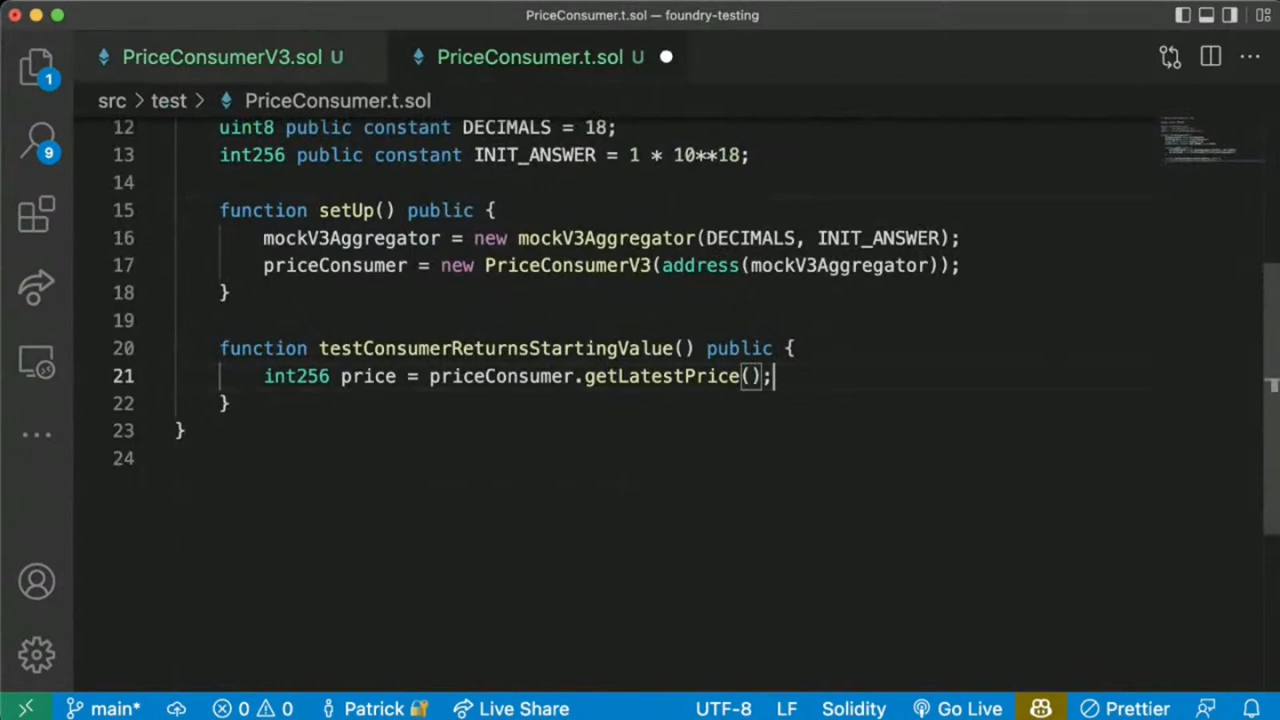 PriceConsumer.t.sol — foundry-testing
PriceConsumerV3.sol U
PriceConsumer.t.sol U
src > test > PriceConsumer.t.sol
1
9
12 uint8 public constant DECIMALS = 18;
13 int256 public constant INIT_ANSWER = 1 * 10**18;
14
15 function setUp() public {
16 mockV3Aggregator = new mockV3Aggregator(DECIMALS, INIT_ANSWER);
17 priceConsumer = new PriceConsumerV3(address(mockV3Aggregator));
18 }
19
20 function testConsumerReturnsStartingValue() public {
21 int256 price = priceConsumer.getLatestPrice();
22 }
23 }
24
main* 0 0 Patrick Live Share UTF-8 LF Solidity Go Live Prettier